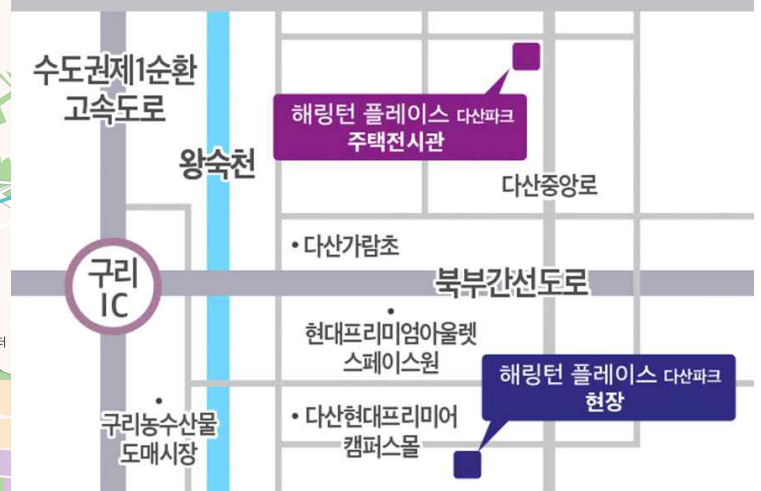 수도권제1순환
고속도로
왕숙천
해링턴 플레이스 다산파크
주택전시관
다산중앙로
• 다산가람초
구리
IC
북부간선도로
현대프리미엄아울렛
스페이스원
해링턴 플레이스 다산파크
현장
구리농수산물
도매시장
• 다산현대프리미어
캠퍼스몰
터